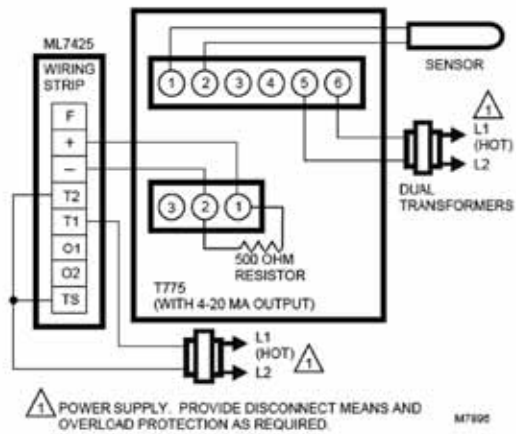 ML7425
WIRING
STRIP
F
+
–
T2
T1
O1
O2
TS
1 2 3 4 5 6
SENSOR
1
L1
(HOT)
L2
DUAL
TRANSFORMERS
3 2 1
500 OHM
RESISTOR
T775
(WITH 4-20 MA OUTPUT)
L1
(HOT)
1
L2
1 POWER SUPPLY. PROVIDE DISCONNECT MEANS AND
OVERLOAD PROTECTION AS REQUIRED.
M7896